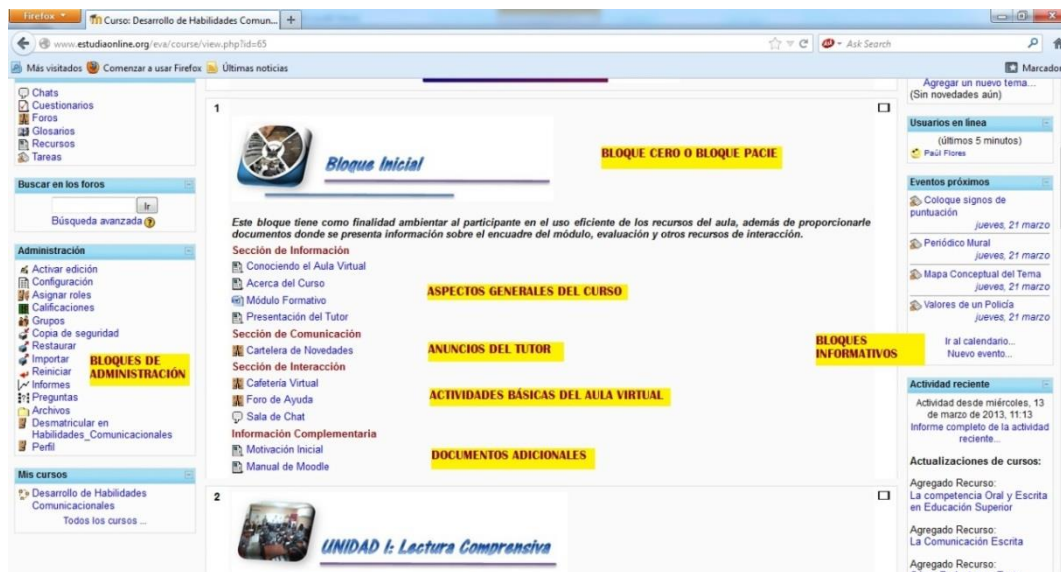 Firefox
Curso: Desarrollo de Habilidades Comun...
www.estudiaonline.org/eva/course/view.php?id=65
Ask Search
Más visitados
Comenzar a usar Firefox
Últimas noticias
Marcador
Chats
Cuestionarios
Foros
Glosarios
Recursos
Tareas
Buscar en los foros
Ir
Búsqueda avanzada
Administración
Activar edición
Configuración
Asignar roles
Calificaciones
Grupos
Copia de seguridad
Restaurar
Importar
Reiniciar
Informes
Preguntas
Archivos
Desmatricular en
Habilidades_Comunicacionales
Perfil
BLOQUES DE
ADMINISTRACIÓN
Mis cursos
Desarrollo de Habilidades
Comunicacionales
Todos los cursos ...
1
Bloque Inicial
BLOQUE CERO O BLOQUE PACIE
Este bloque tiene como finalidad ambientar al participante en el uso eficiente de los recursos del aula, además de proporcionarle
documentos donde se presenta información sobre el encuadre del módulo, evaluación y otros recursos de interacción.
Sección de Información
Conociendo el Aula Virtual
Acerca del Curso
Módulo Formativo
Presentación del Tutor
ASPECTOS GENERALES DEL CURSO
Sección de Comunicación
Cartelera de Novedades
ANUNCIOS DEL TUTOR
Sección de Interacción
Cafetería Virtual
Foro de Ayuda
Sala de Chat
ACTIVIDADES BÁSICAS DEL AULA VIRTUAL
Información Complementaria
Motivación Inicial
Manual de Moodle
DOCUMENTOS ADICIONALES
2
UNIDAD I: Lectura Comprensiva
BLOQUES
INFORMATIVOS
Agregar un nuevo tema...
(Sin novedades aún)
Usuarios en línea
(últimos 5 minutos)
Paúl Flores
Eventos próximos
Coloque signos de
puntuación
jueves, 21 marzo
Periódico Mural
jueves, 21 marzo
Mapa Conceptual del Tema
jueves, 21 marzo
Valores de un Policía
jueves, 21 marzo
Ir al calendario...
Nuevo evento...
Actividad reciente
Actividad desde miércoles, 13
de marzo de 2013, 11:13
Informe completo de la actividad
reciente...
Actualizaciones de cursos:
Agregado Recurso:
La competencia Oral y Escrita
en Educación Superior
Agregado Recurso:
La Comunicación Escrita
Agregado Recurso: